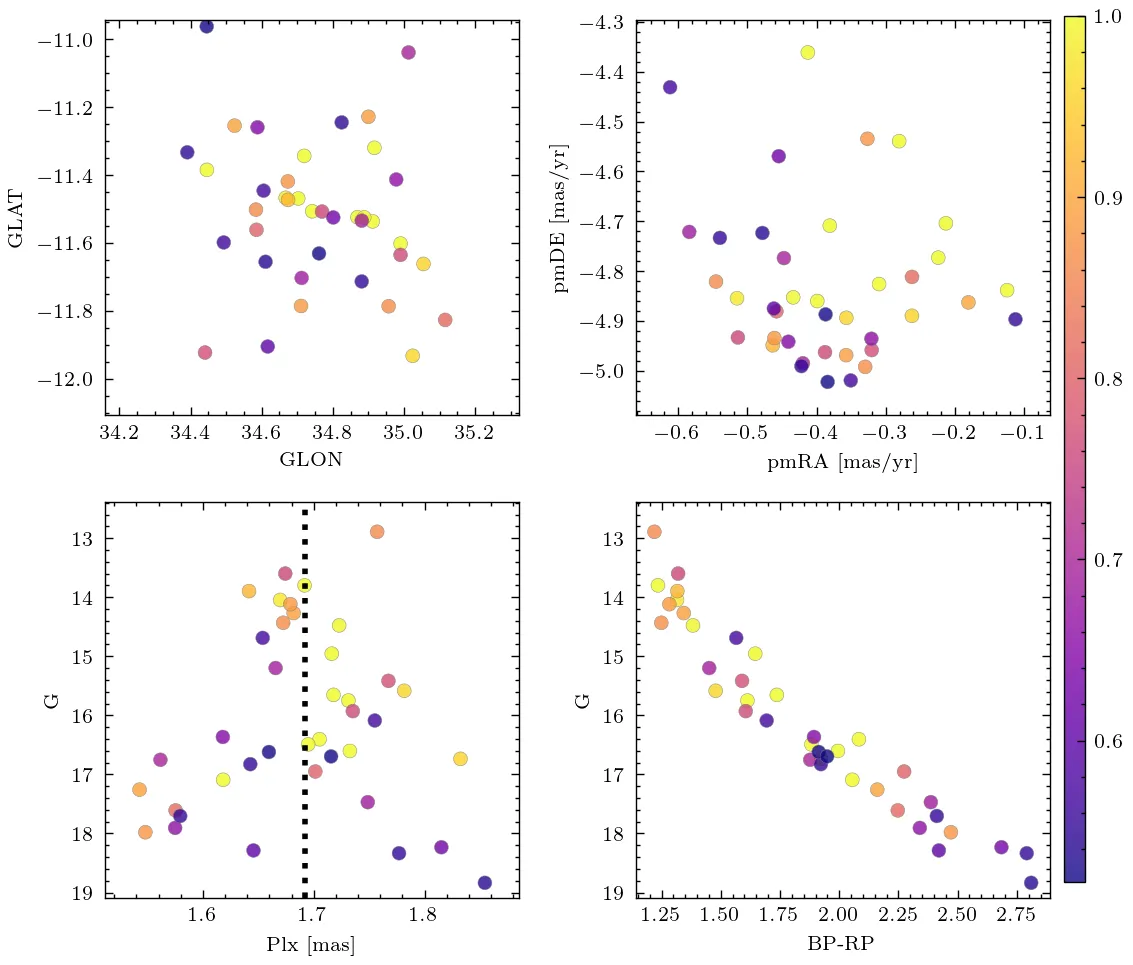 −11.0
−11.2
−11.4
−11.6
−11.8
−12.0
GLAT
34.2 34.4 34.6 34.8 35.0 35.2
GLON
−4.3
−4.4
−4.5
−4.6
−4.7
−4.8
−4.9
−5.0
pmDE [mas/yr]
−0.6 −0.5 −0.4 −0.3 −0.2 −0.1
pmRA [mas/yr]
13
14
15
16
17
18
19
G
1.6 1.7 1.8
Plx [mas]
13
14
15
16
17
18
19
G
1.25 1.50 1.75 2.00 2.25 2.50 2.75
BP-RP
1.0
0.9
0.8
0.7
0.6